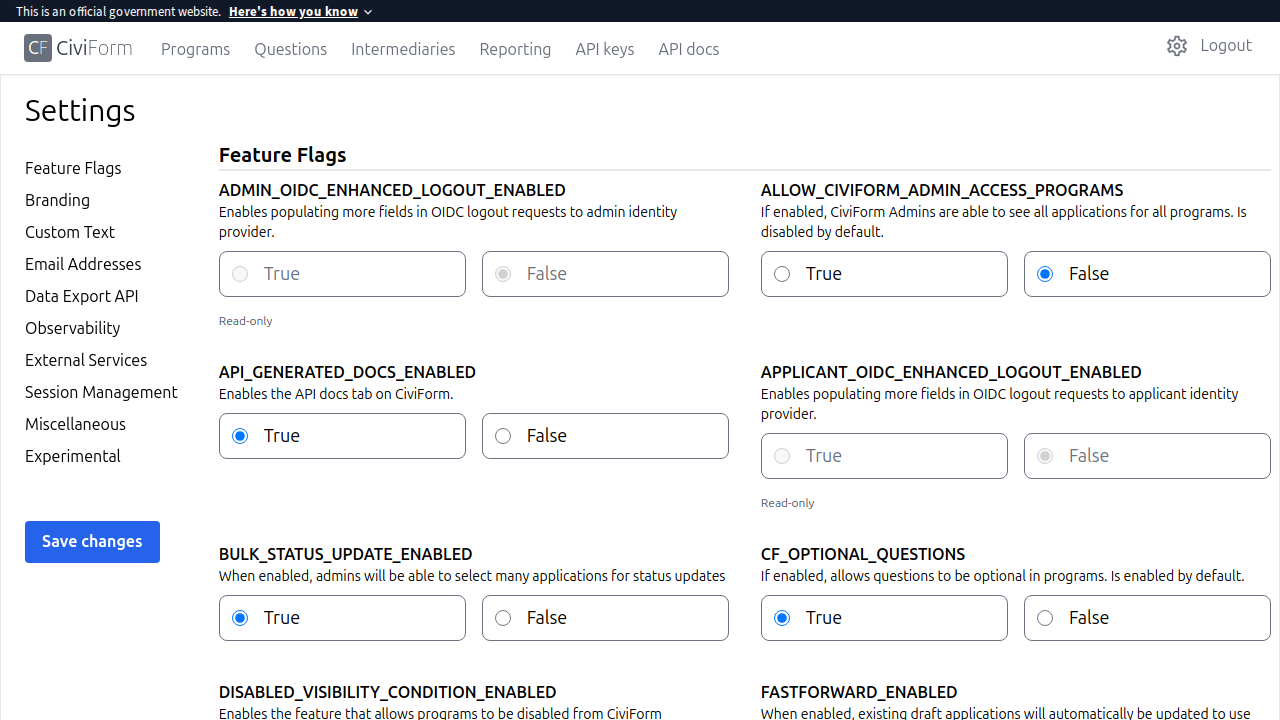 This is an official government website. Here's how you know
CF CiviForm Programs Questions Intermediaries Reporting API keys API docs Logout
Settings
Feature Flags
Branding
Custom Text
Email Addresses
Data Export API
Observability
External Services
Session Management
Miscellaneous
Experimental
Save changes
Feature Flags
ADMIN_OIDC_ENHANCED_LOGOUT_ENABLED
Enables populating more fields in OIDC logout requests to admin identity
provider.
True False
Read-only
ALLOW_CIVIFORM_ADMIN_ACCESS_PROGRAMS
If enabled, CiviForm Admins are able to see all applications for all programs. Is
disabled by default.
True False
API_GENERATED_DOCS_ENABLED
Enables the API docs tab on CiviForm.
True False
APPLICANT_OIDC_ENHANCED_LOGOUT_ENABLED
Enables populating more fields in OIDC logout requests to applicant identity
provider.
True False
Read-only
BULK_STATUS_UPDATE_ENABLED
When enabled, admins will be able to select many applications for status updates
True False
CF_OPTIONAL_QUESTIONS
If enabled, allows questions to be optional in programs. Is enabled by default.
True False
DISABLED_VISIBILITY_CONDITION_ENABLED
Enables the feature that allows programs to be disabled from CiviForm
FASTFORWARD_ENABLED
When enabled, existing draft applications will automatically be updated to use